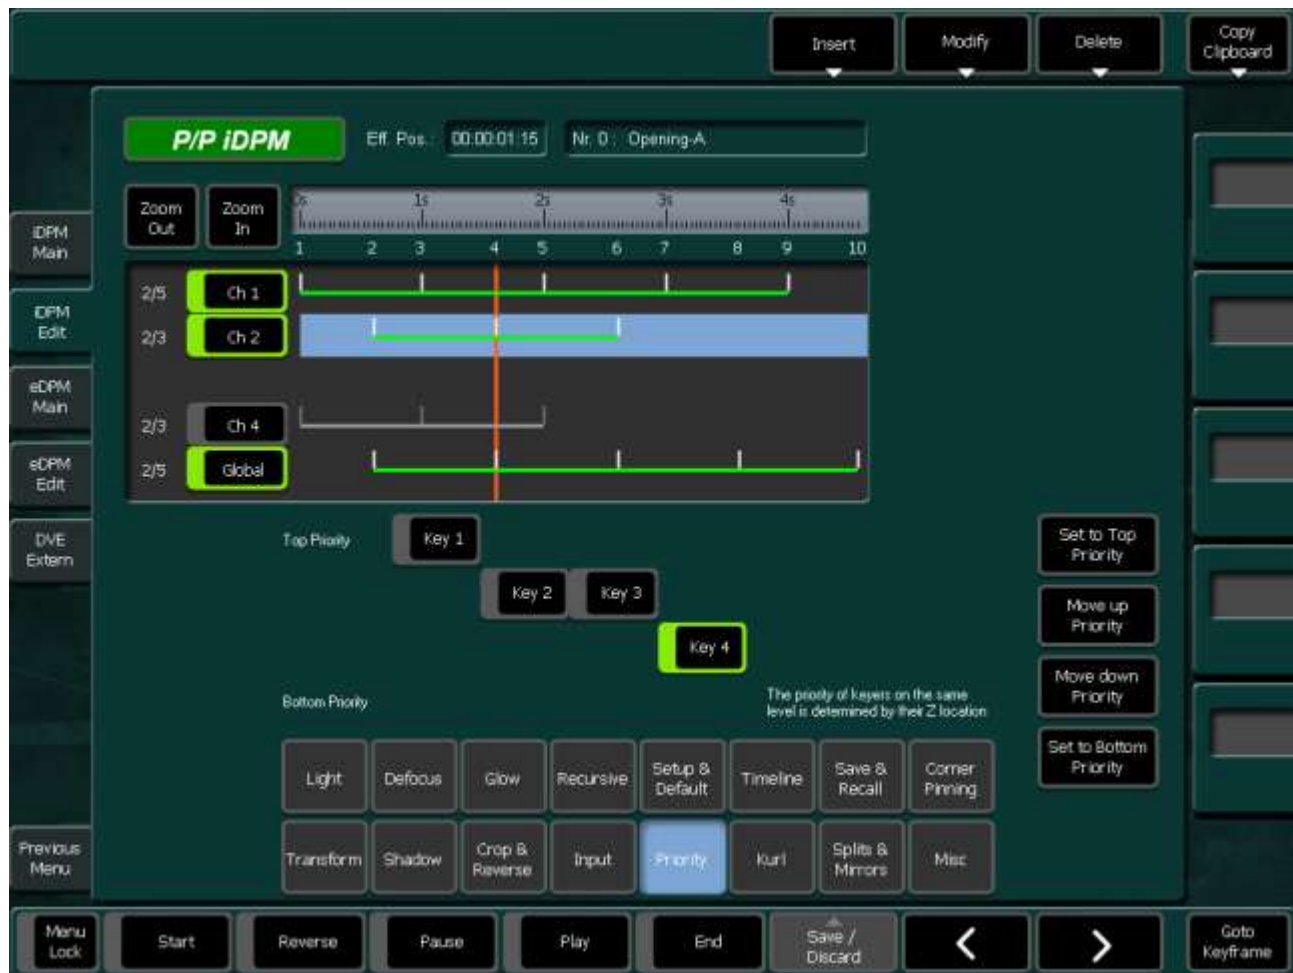 Insert
Modify
Delete
Copy
Clipboard
P/P iDPM
Eff. Pos.: 00:00:01:15
Nr. 0 : Opening-A
Zoom
Out
Zoom
In
0s 1s 2s 3s 4s
1 2 3 4 5 6 7 8 9 10
iDPM
Main
iDPM
Edit
eDPM
Main
eDPM
Edit
DVE
Extern
Previous
Menu
2/5 Ch 1
2/3 Ch 2
2/3 Ch 4
2/5 Global
Top Priority
Key 1
Key 2
Key 3
Key 4
Bottom Priority
The priority of keyers on the same
level is determined by their Z location
Set to Top
Priority
Move up
Priority
Move down
Priority
Set to Bottom
Priority
Light
Defocus
Glow
Recursive
Setup &
Default
Timeline
Save &
Recall
Corner
Pinning
Transform
Shadow
Crop &
Reverse
Input
Priority
Kurl
Splits &
Mirrors
Misc
Menu
Lock
Start
Reverse
Pause
Play
End
Save /
Discard
Goto
Keyframe